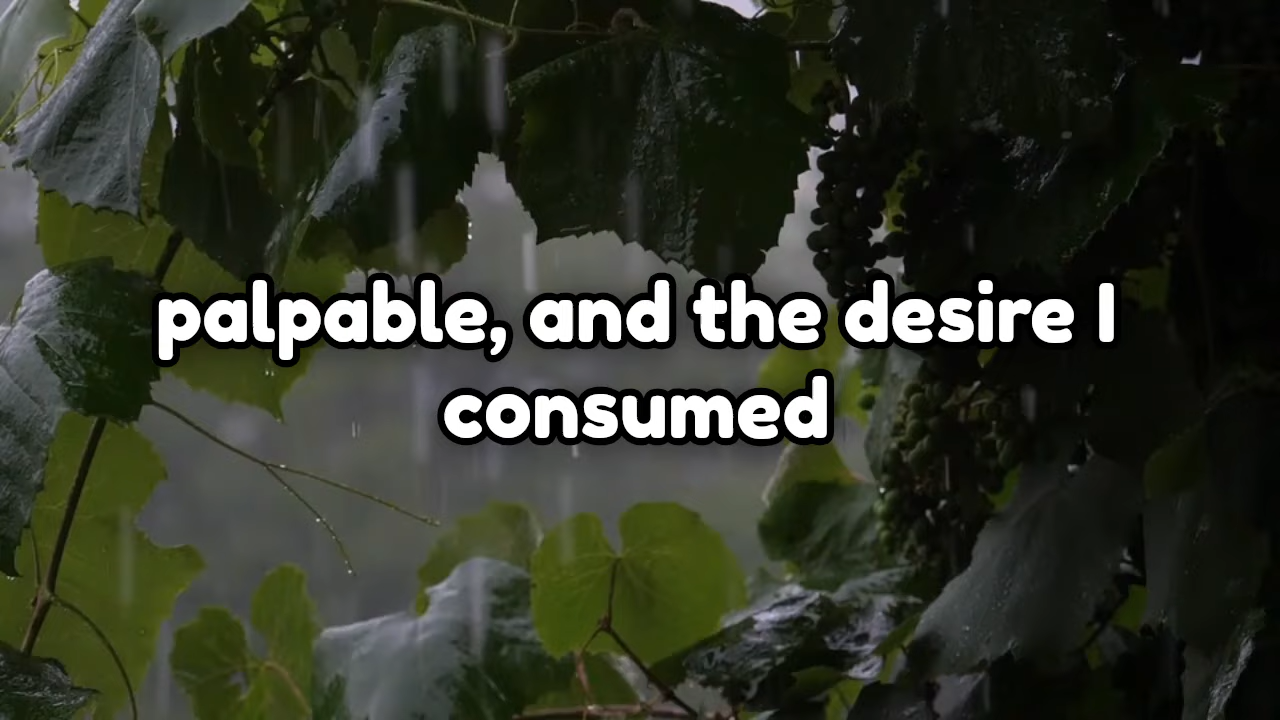 palpable, and the desire I
consumed